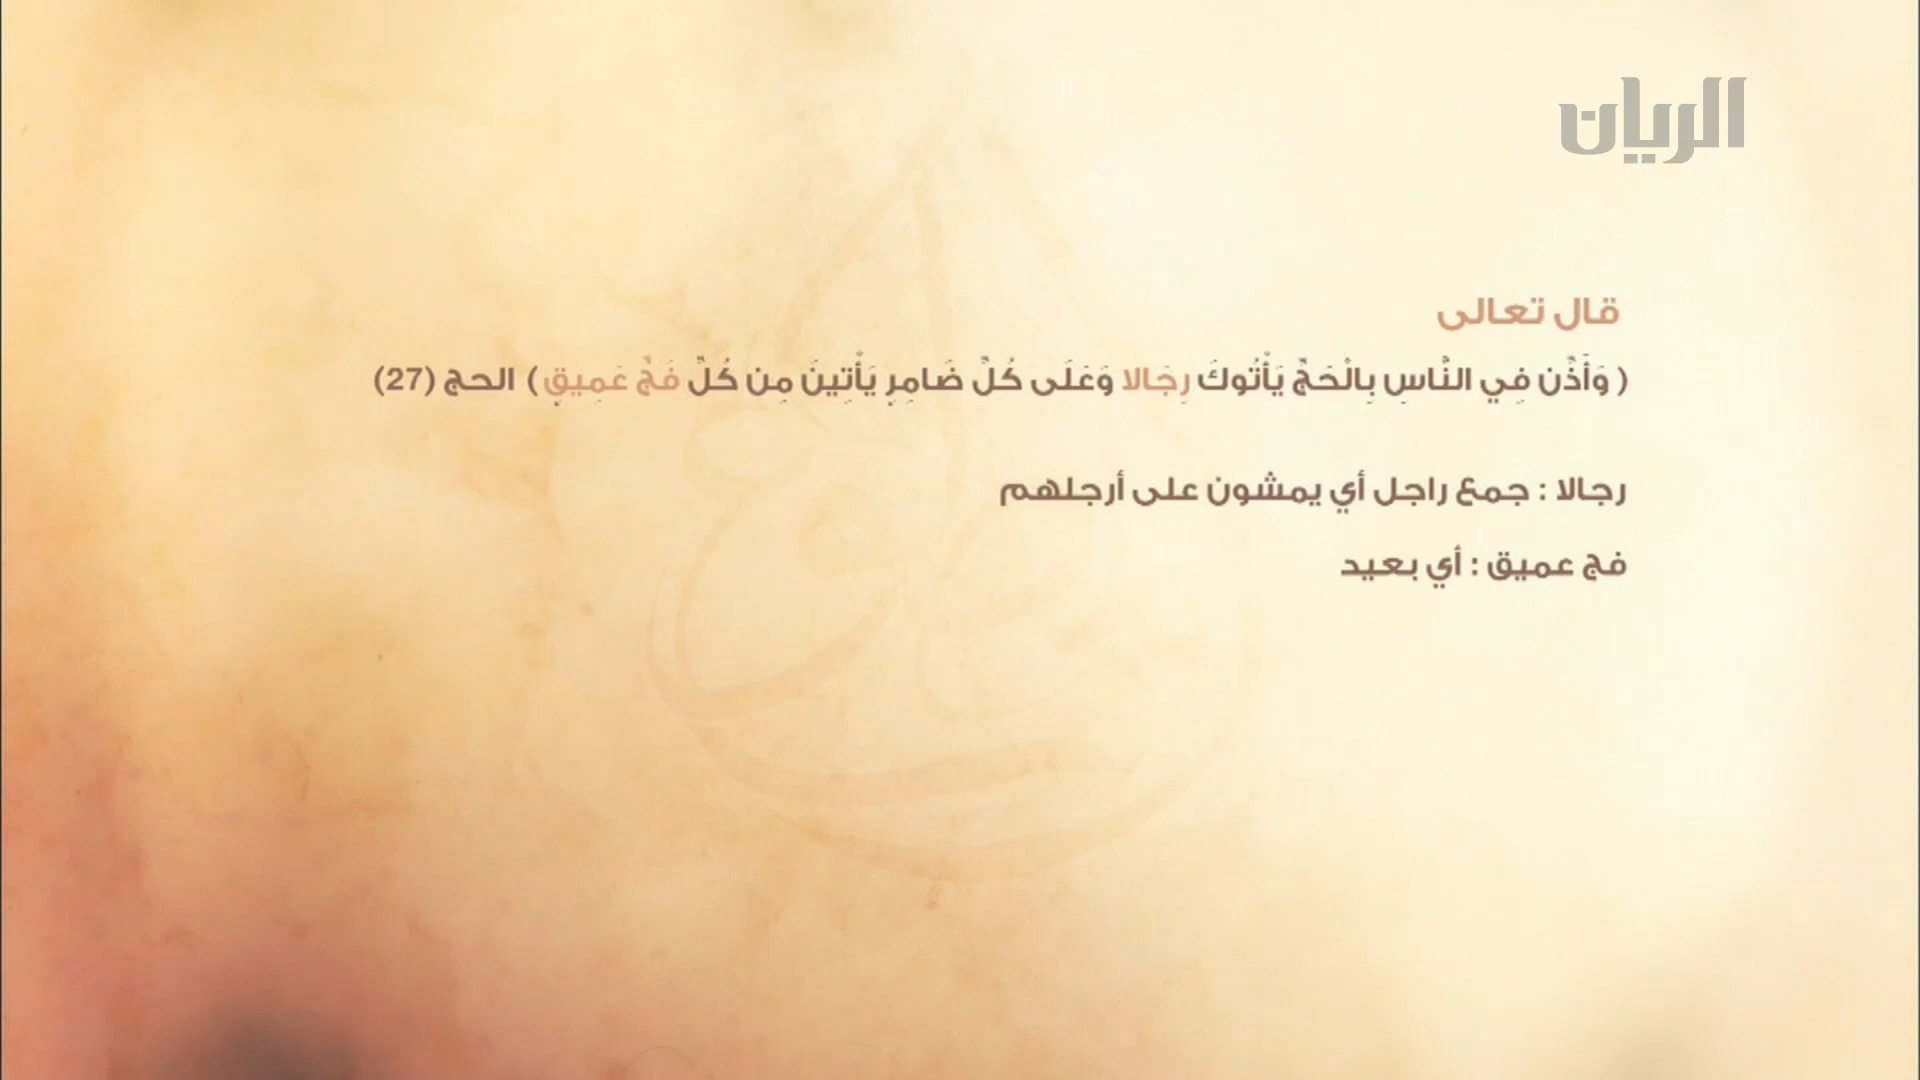 الريان
قال تعالى
( وَأَذِّن فِي النَّاسِ بِالْحَجِّ يَأْتُوكَ رِجَالا وَعَلَى كُلِّ ضَامِرٍ يَأْتِينَ مِن كُلِّ فَجٍّ عَمِيقٍ ) الحج (27)
رجالا : جمع راجل أي يمشون على أرجلهم
فج عميق : أي بعيد